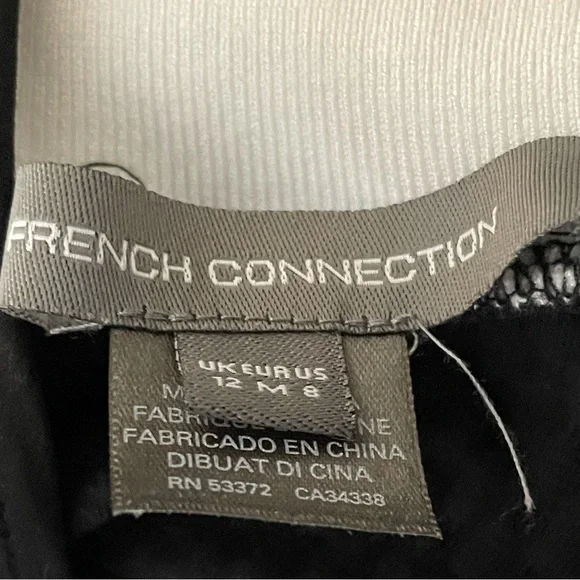 FRENCH CONNECTION
UK EUR US
12 M 8
FABRICADO EN CHINA
DIBUAT DI CINA
RN 53372 CA34338